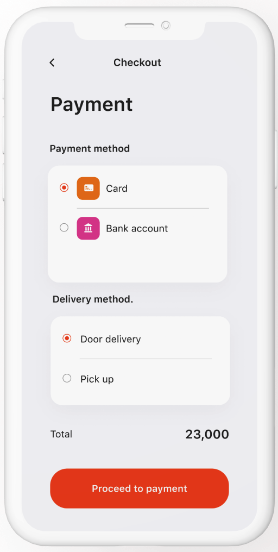 Checkout
Payment
Payment method
Card
Bank account
Delivery method.
Door delivery
Pick up
Total 23,000
Proceed to payment